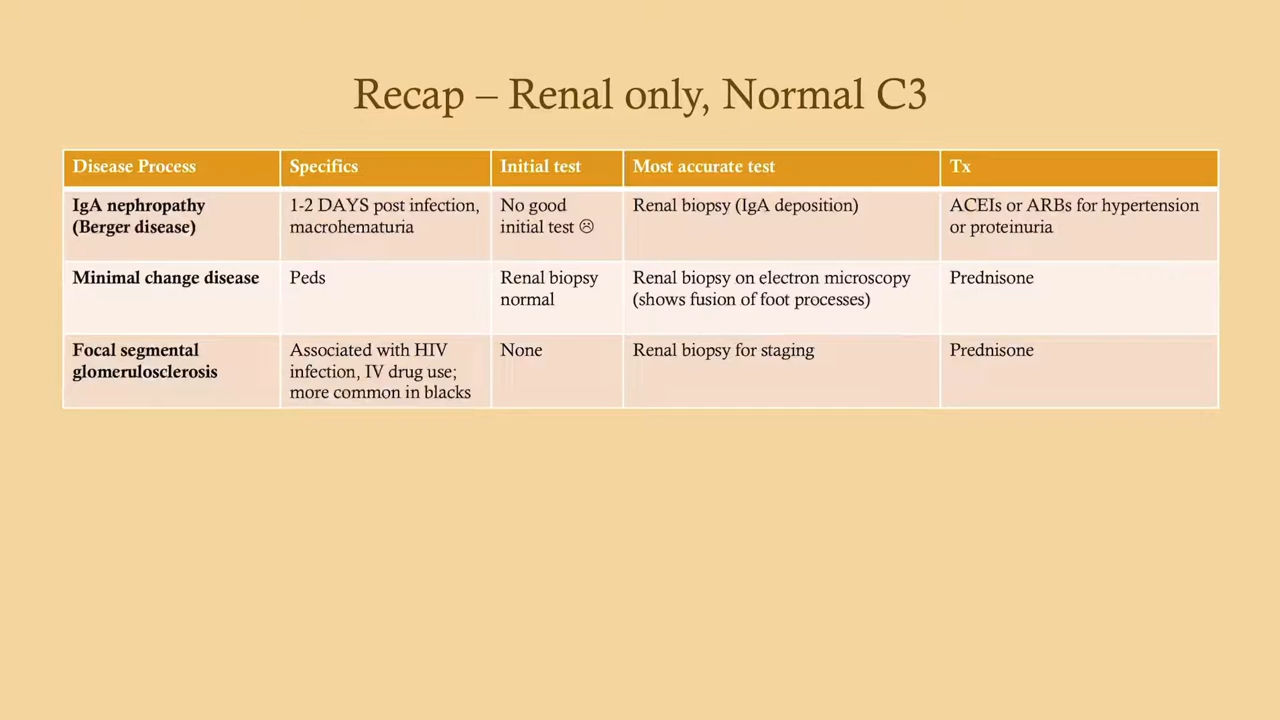 Recap – Renal only, Normal C3
Disease Process
Specifics
Initial test
Most accurate test
Tx
IgA nephropathy
(Berger disease)
1-2 DAYS post infection,
macrohematuria
No good
initial test ☹
Renal biopsy (IgA deposition)
ACEIs or ARBs for hypertension
or proteinuria
Minimal change disease
Peds
Renal biopsy
normal
Renal biopsy on electron microscopy
(shows fusion of foot processes)
Prednisone
Focal segmental
glomerulosclerosis
Associated with HIV
infection, IV drug use;
more common in blacks
None
Renal biopsy for staging
Prednisone